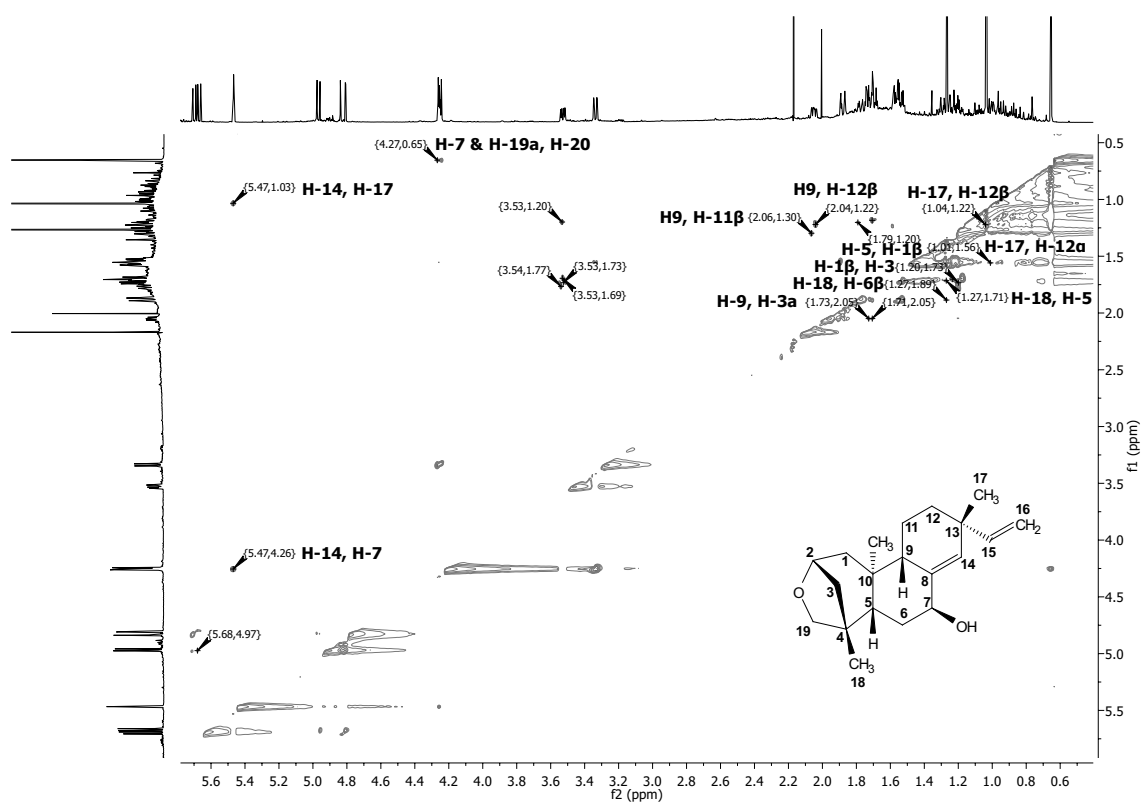 {4.27,0.65} H-7 & H-19a, H-20
{5.47,1.03} H-14, H-17
{3.53,1.20}
H9, H-12β
{2.04,1.22}
H-17, H-12β
{1.04,1.22}
H9, H-11β {2.06,1.30}
{1.79,1.20}
H-5, H-1β {1.01,1.56} H-17, H-12α
{3.54,1.77} {3.53,1.73}
H-1β, H-3 {1.20,1.73}
{3.53,1.69}
H-18, H-6β {1.27,1.89}
H-9, H-3a {1.73,2.05} {1.71,2.05} {1.27,1.71} H-18, H-5
{5.47,4.26} H-14, H-7
{5.68,4.97}
0.5
1.0
1.5
2.0
2.5
3.0
3.5
4.0
4.5
5.0
5.5
f1 (ppm)
17
CH3
16
CH2
12
11
13
15
14
2
1
CH3
9
10
8
H
3
O
5
6
7
OH
19
4
H
CH3
18
5.6 5.4 5.2 5.0 4.8 4.6 4.4 4.2 4.0 3.8 3.6 3.4 3.2 3.0 2.8 2.6 2.4 2.2 2.0 1.8 1.6 1.4 1.2 1.0 0.8 0.6
f2 (ppm)